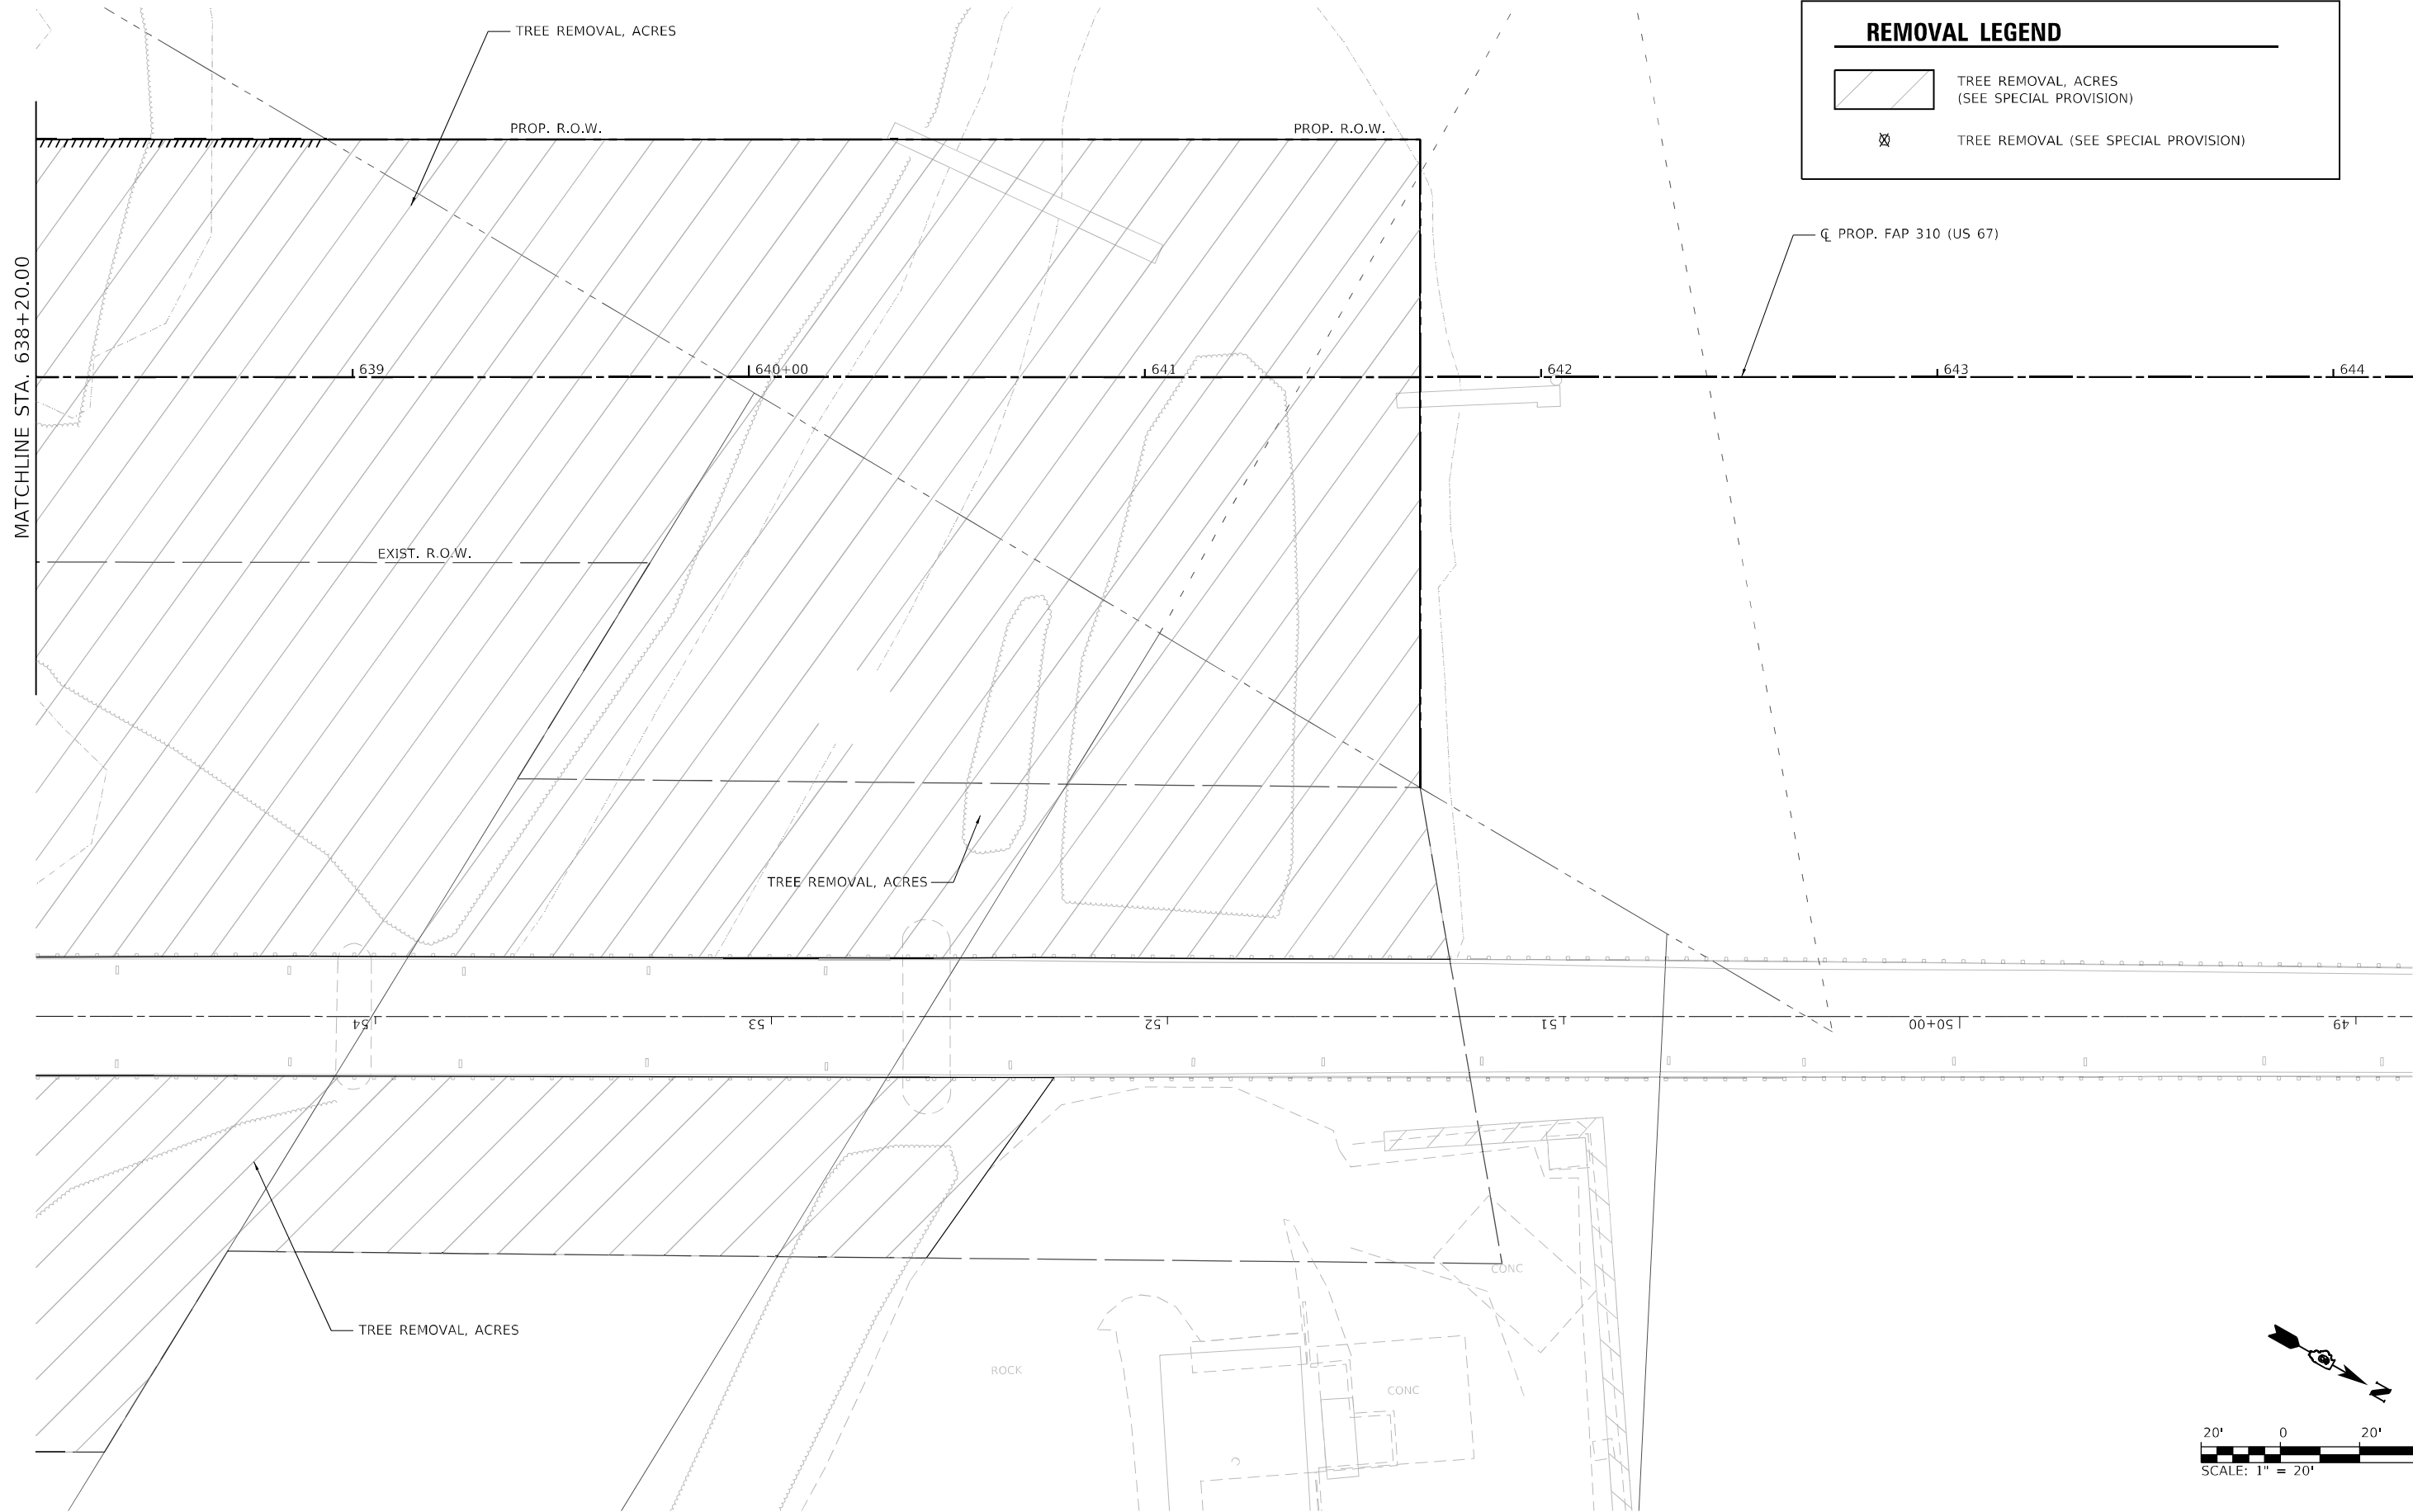 TREE REMOVAL, ACRES
REMOVAL LEGEND
TREE REMOVAL, ACRES
(SEE SPECIAL PROVISION)
TREE REMOVAL (SEE SPECIAL PROVISION)
PROP. R.O.W.
PROP. R.O.W.
℄ PROP. FAP 310 (US 67)
MATCHLINE STA. 638+20.00
639
640+00
641
642
643
644
EXIST. R.O.W.
TREE REMOVAL, ACRES
54
53
52
51
50+00
49
CONC
TREE REMOVAL, ACRES
ROCK
CONC
N
20'
0
20'
SCALE: 1" = 20'